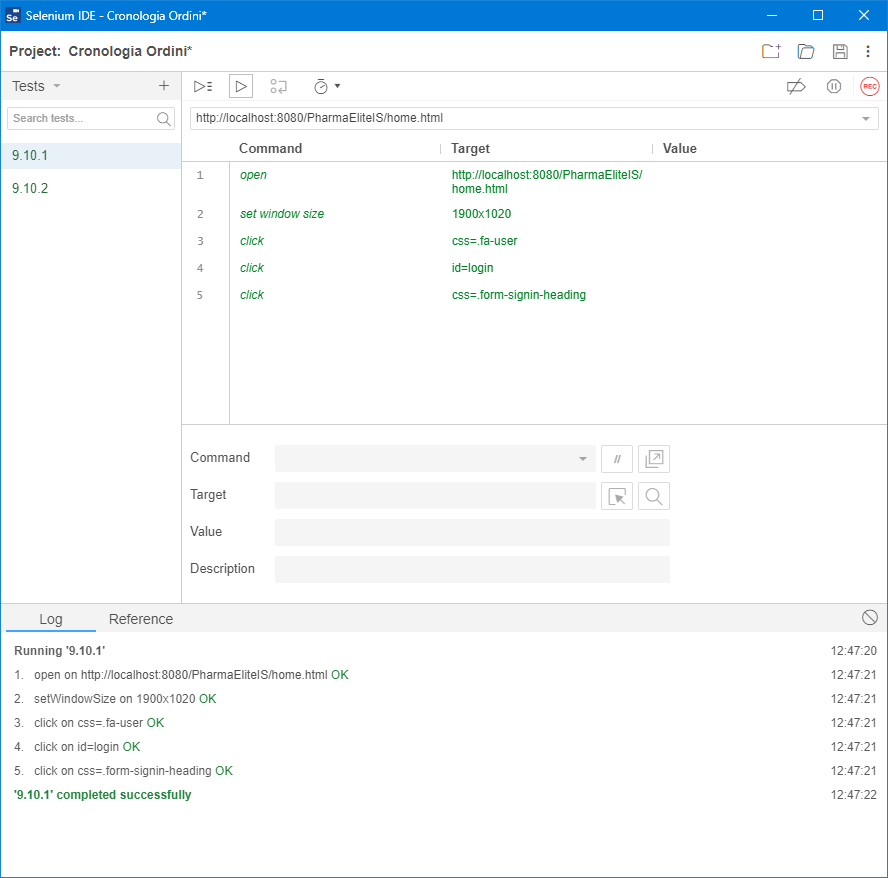 Se Selenium IDE - Cronologia Ordini*
Project: Cronologia Ordini*
Tests
REC
Search tests...
http://localhost:8080/PharmaEliteIS/home.html
9.10.1
9.10.2
Command Target Value
1 open http://localhost:8080/PharmaEliteIS/
home.html
2 set window size 1900x1020
3 click css=.fa-user
4 click id=login
5 click css=.form-signin-heading
Command //
Target
Value
Description
Log Reference
Running '9.10.1' 12:47:20
1. open on http://localhost:8080/PharmaEliteIS/home.html OK 12:47:21
2. setWindowSize on 1900x1020 OK 12:47:21
3. click on css=.fa-user OK 12:47:21
4. click on id=login OK 12:47:21
5. click on css=.form-signin-heading OK 12:47:21
'9.10.1' completed successfully 12:47:22